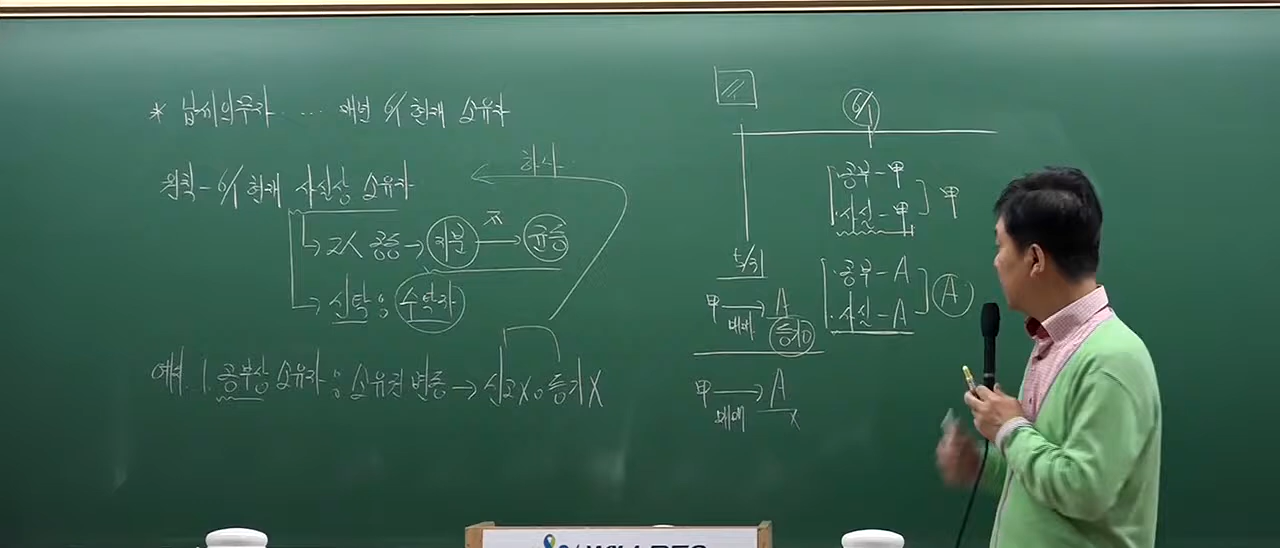 * 납세의무자 ... 매년 6/1 현재 소유자
원칙 - 6/1 현재 사실상 소유자
화사
공유 → 지분 → 균등
→ 신탁 : 수탁자
예외 1. 공부상 소유자 : 소유권 변동 → 신고X, 등기X
6/1
공부 - 甲
사실 - 甲
甲
5/31
甲 → A
매매
등기O
공부 - A
사실 - A
A
甲 → A
매매 X